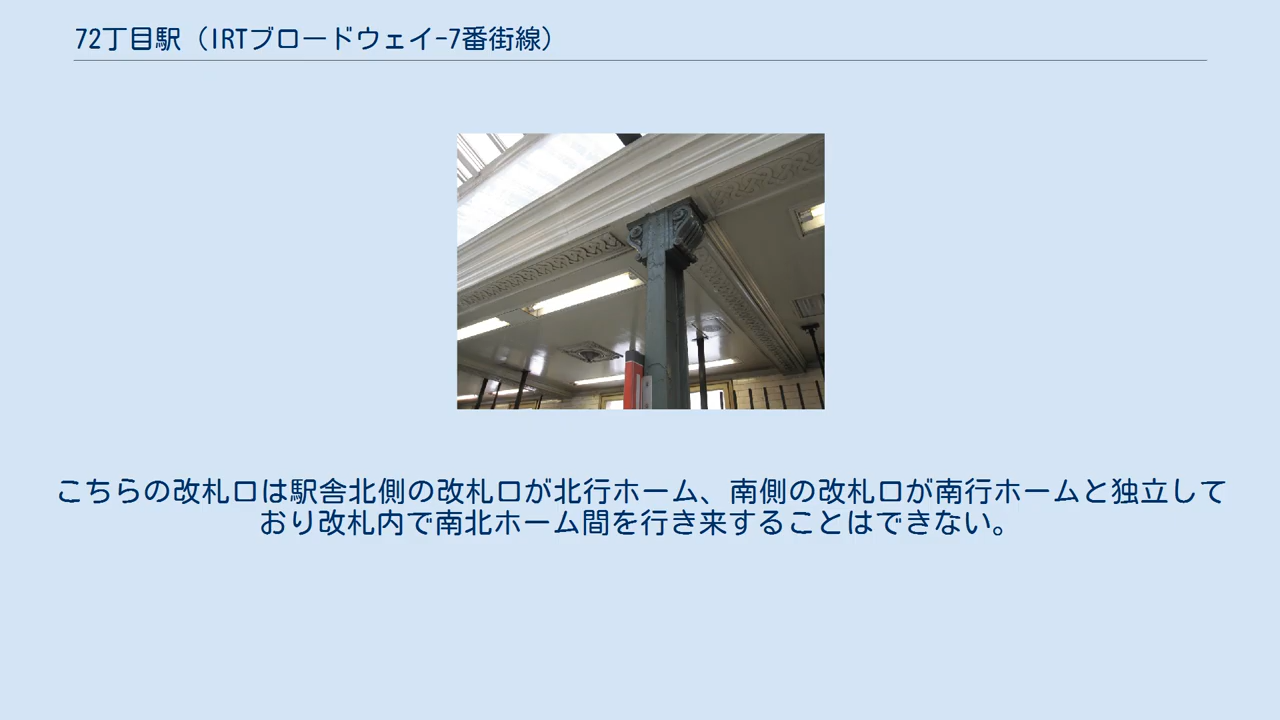 72丁目駅（IRTブロードウェイ-7番街線）
こちらの改札口は駅舎北側の改札口が北行ホーム、南側の改札口が南行ホームと独立して
おり改札内で南北ホーム間を行き来することはできない。